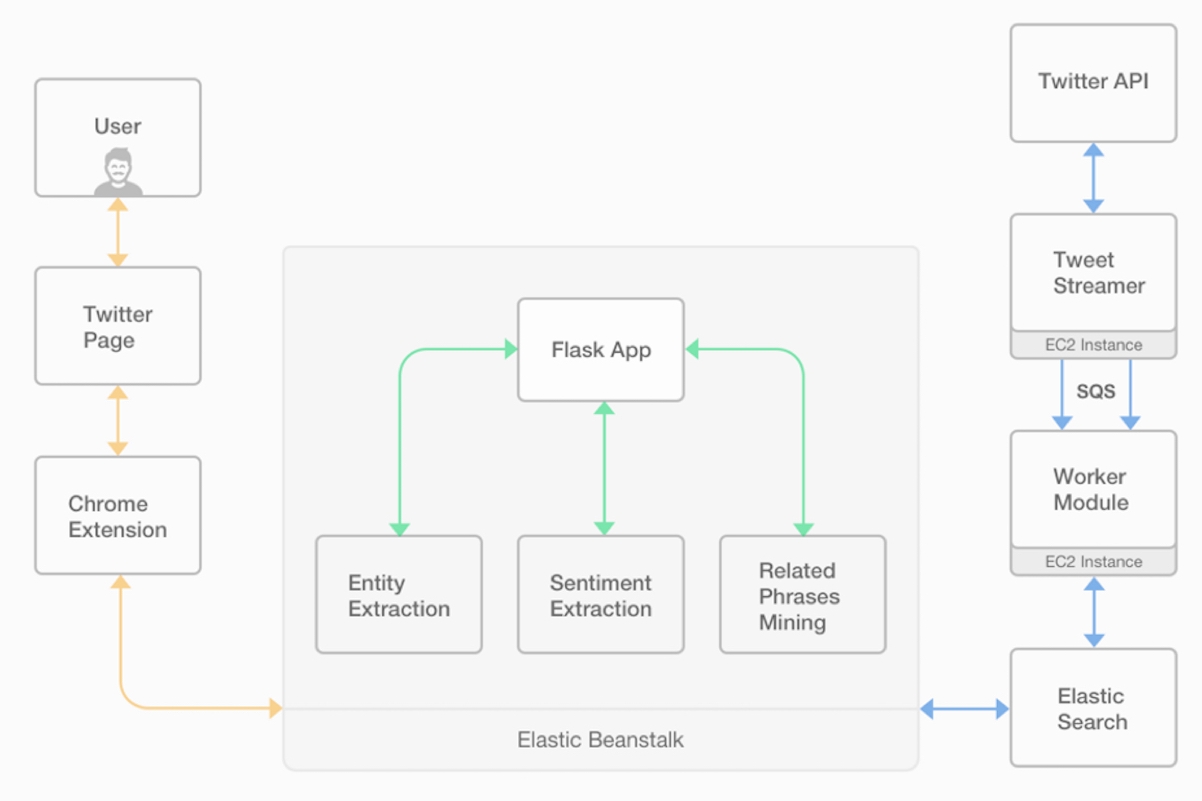 User
Twitter
Page
Chrome
Extension
Flask App
Entity
Extraction
Sentiment
Extraction
Related
Phrases
Mining
Elastic Beanstalk
Twitter API
Tweet
Streamer
EC2 Instance
SQS
Worker
Module
EC2 Instance
Elastic
Search